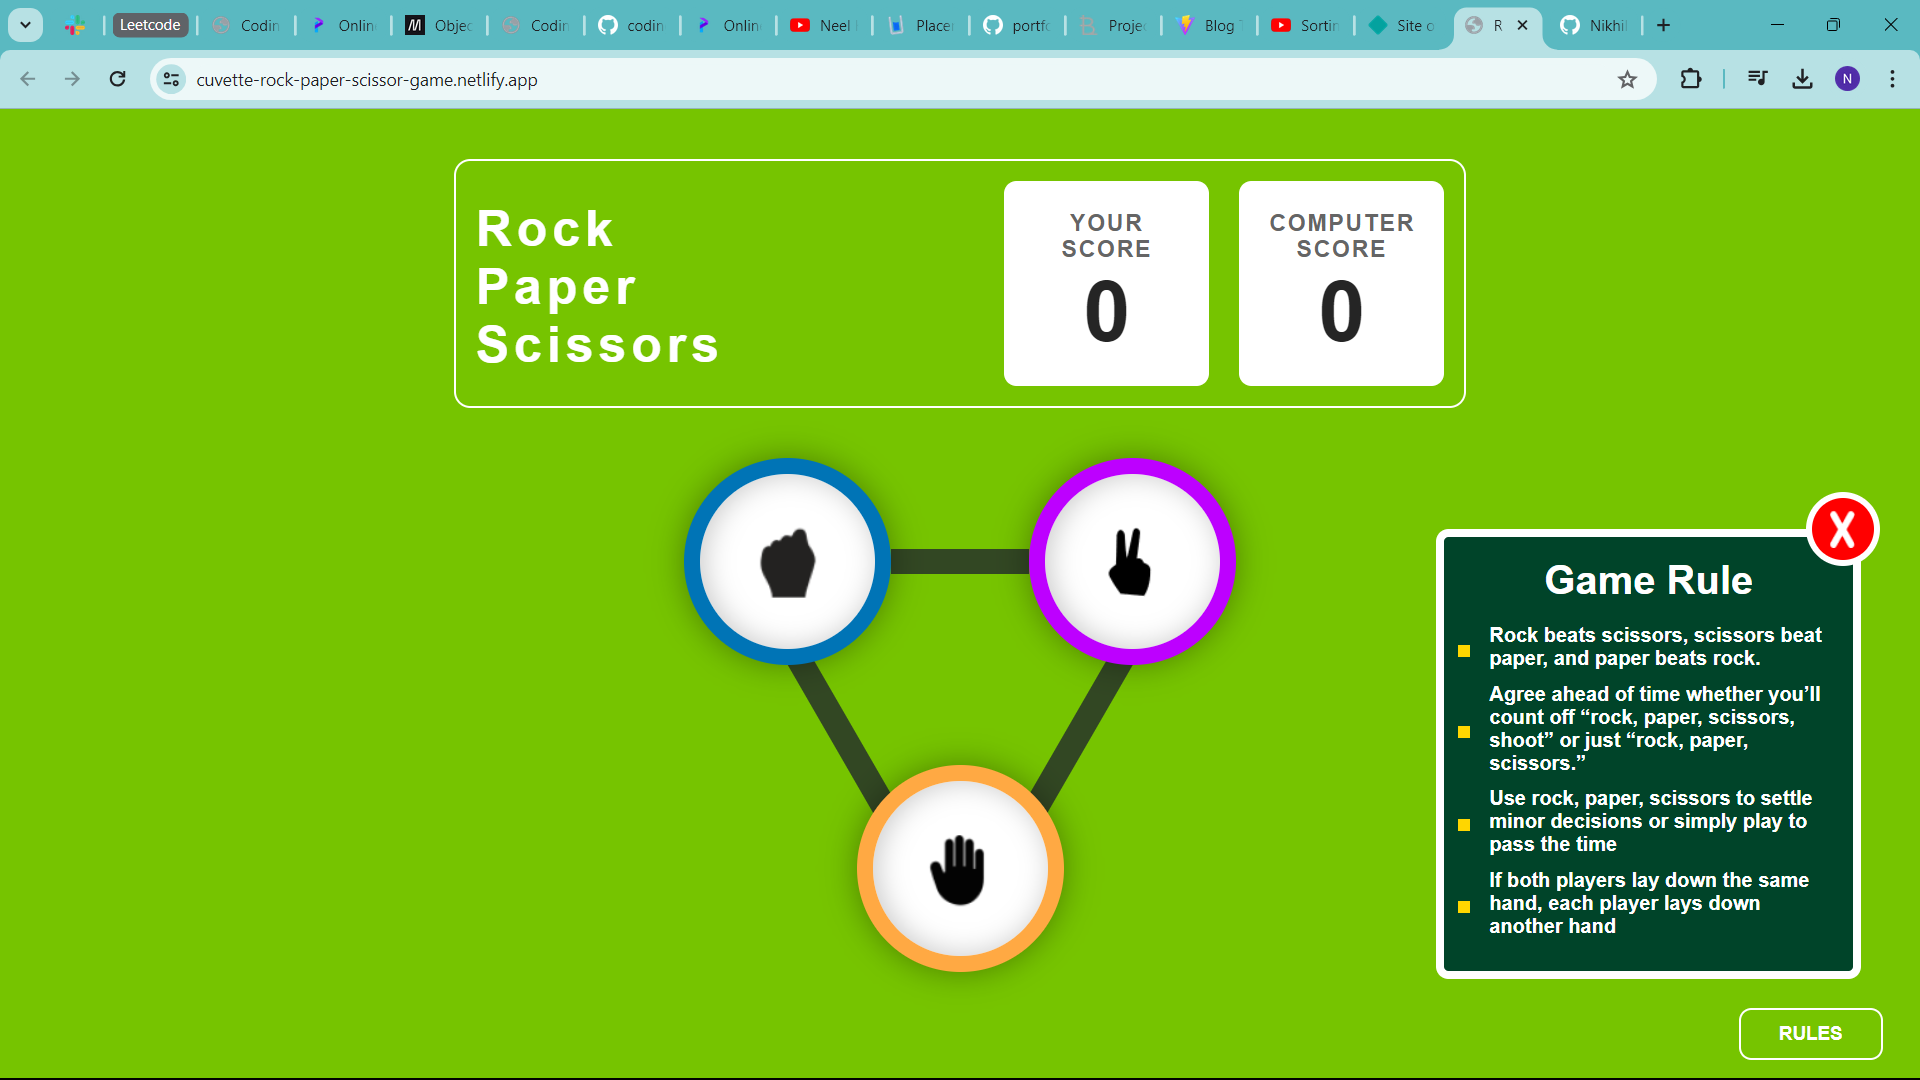 Leetcode
Codin
Onlin
Objec
Codin
codin
Onlin
Neel
Placer
portfo
Projec
Blog
Sortin
Site o
R
Nikhil
cuvette-rock-paper-scissor-game.netlify.app
N
Rock
Paper
Scissors
YOUR
SCORE
0
COMPUTER
SCORE
0
X
Game Rule
Rock beats scissors, scissors beat
paper, and paper beats rock.
Agree ahead of time whether you’ll
count off “rock, paper, scissors,
shoot” or just “rock, paper,
scissors.”
Use rock, paper, scissors to settle
minor decisions or simply play to
pass the time
If both players lay down the same
hand, each player lays down
another hand
RULES